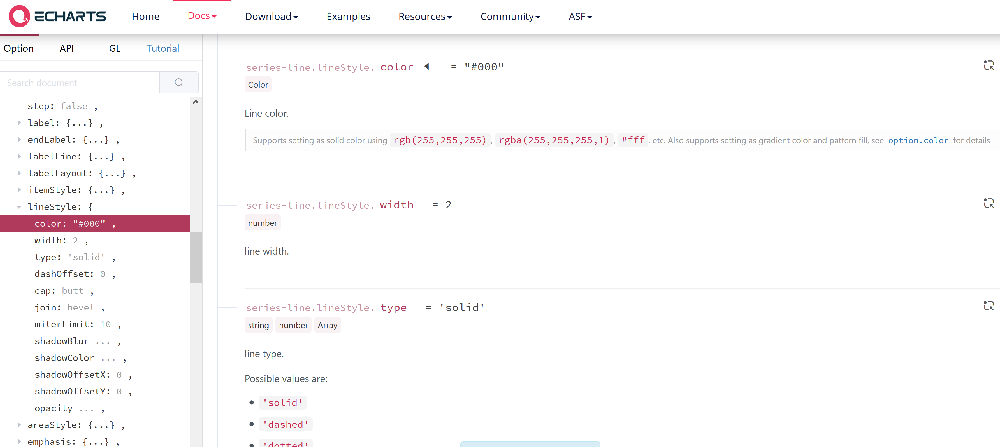 ECHARTS Home Docs Download Examples Resources Community ASF
Option API GL Tutorial
Search document
step: false ,
label: {...} ,
endLabel: {...} ,
labelLine: {...} ,
labelLayout: {...} ,
itemStyle: {...} ,
lineStyle: {
color: "#000" ,
width: 2 ,
type: 'solid' ,
dashOffset: 0 ,
cap: butt ,
join: bevel ,
miterLimit: 10 ,
shadowBlur ... ,
shadowColor ... ,
shadowOffsetX: 0 ,
shadowOffsetY: 0 ,
opacity ... ,
areaStyle: {...} ,
emphasis: {...} ,
series-line.lineStyle. color = "#000"
Color
Line color.
Supports setting as solid color using rgb(255,255,255), rgba(255,255,255,1), #fff, etc. Also supports setting as gradient color and pattern fill, see option.color for details
series-line.lineStyle. width = 2
number
line width.
series-line.lineStyle. type = 'solid'
string number Array
line type.
Possible values are:
'solid'
'dashed'
'dotted'